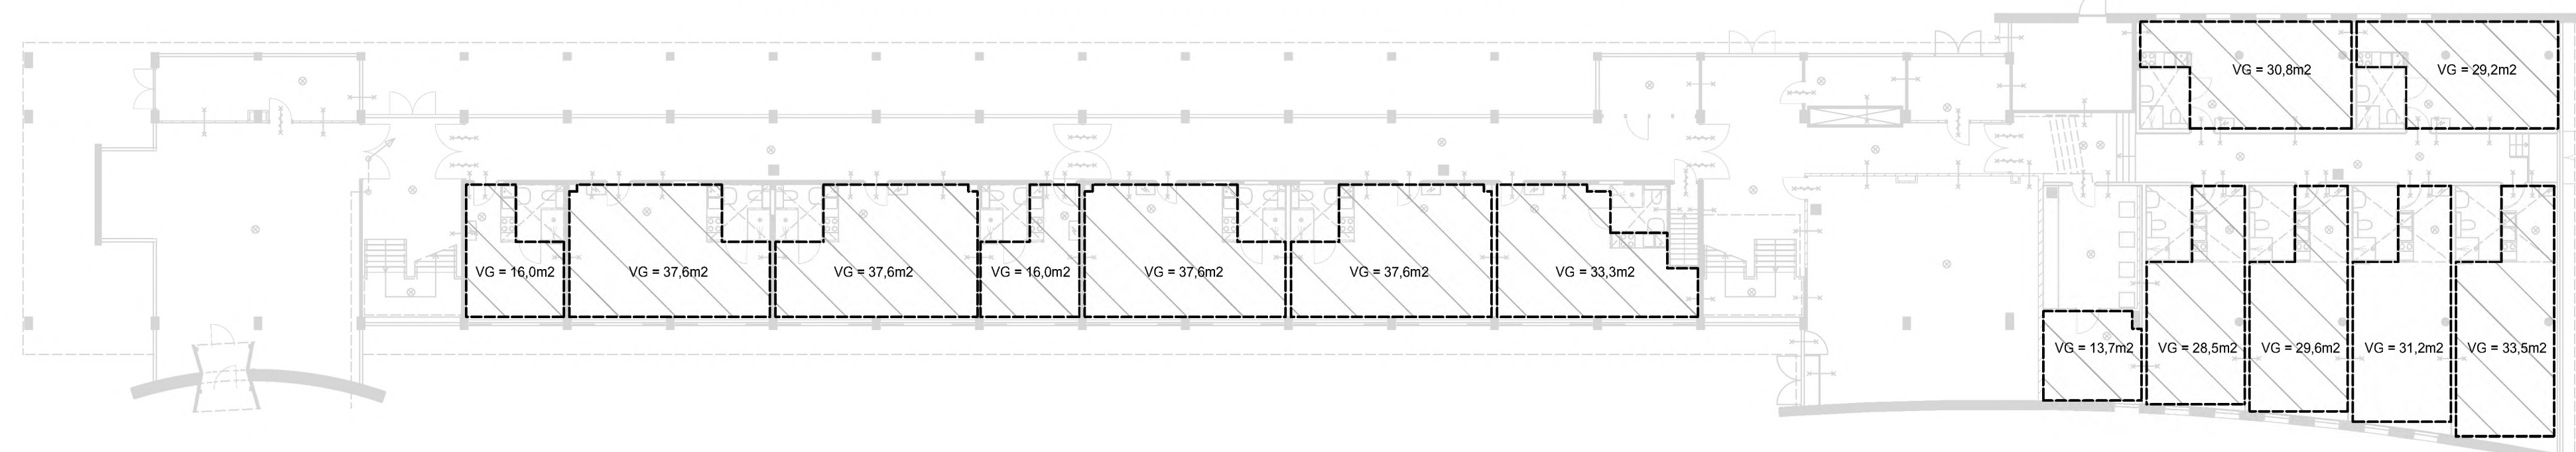 VG = 30,8m2
VG = 29,2m2
VG = 16,0m2
VG = 37,6m2
VG = 37,6m2
VG = 16,0m2
VG = 37,6m2
VG = 37,6m2
VG = 33,3m2
VG = 13,7m2
VG = 28,5m2
VG = 29,6m2
VG = 31,2m2
VG = 33,5m2